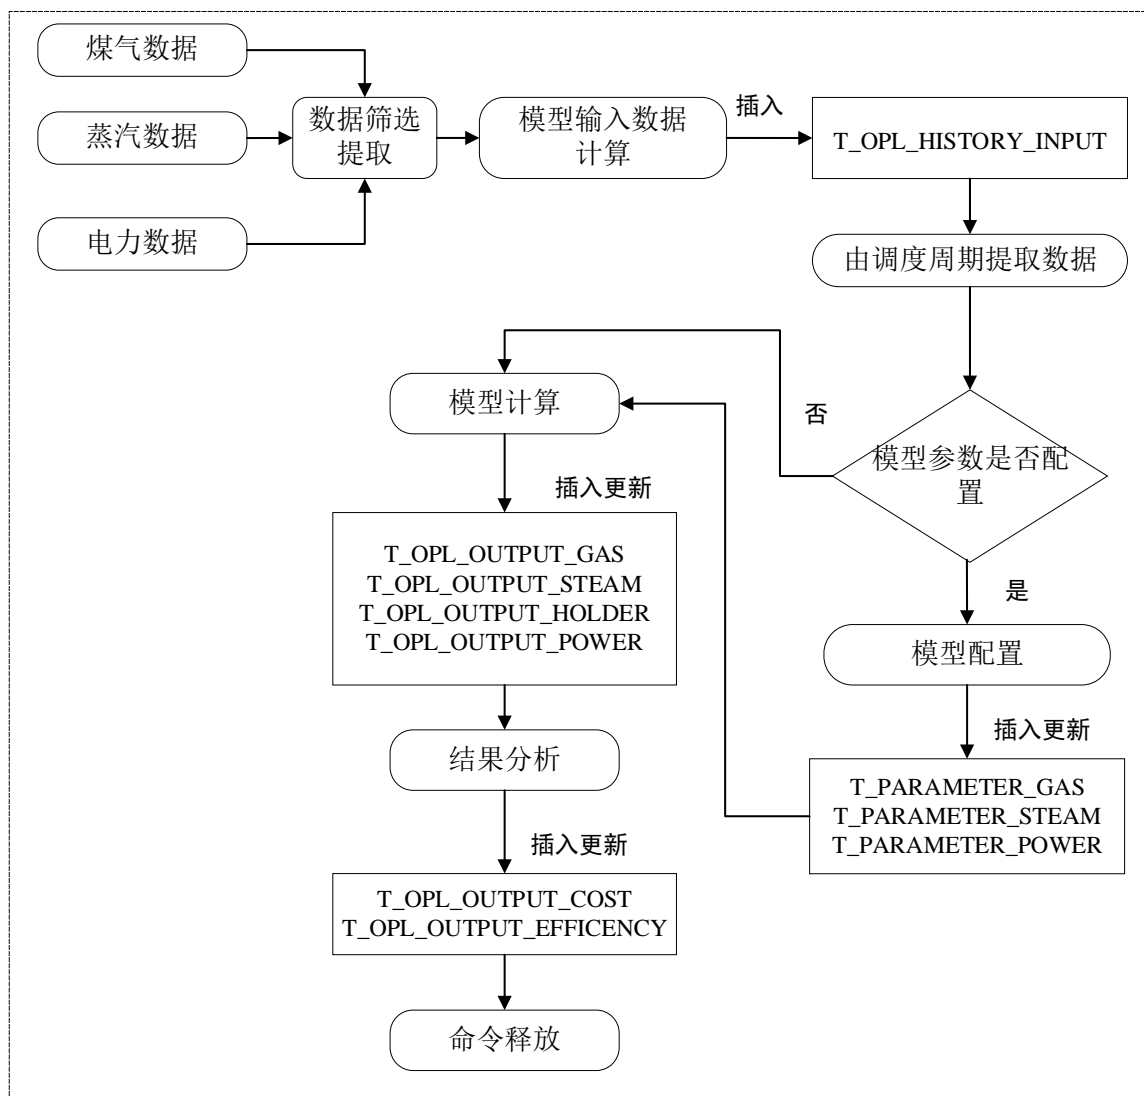 煤气数据
蒸汽数据
电力数据
数据筛选
提取
模型输入数据
计算
插入
T_OPL_HISTORY_INPUT
由调度周期提取数据
模型参数是否配
置
否
是
模型配置
插入更新
T_PARAMETER_GAS
T_PARAMETER_STEAM
T_PARAMETER_POWER
模型计算
插入更新
T_OPL_OUTPUT_GAS
T_OPL_OUTPUT_STEAM
T_OPL_OUTPUT_HOLDER
T_OPL_OUTPUT_POWER
结果分析
插入更新
T_OPL_OUTPUT_COST
T_OPL_OUTPUT_EFFICENCY
命令释放